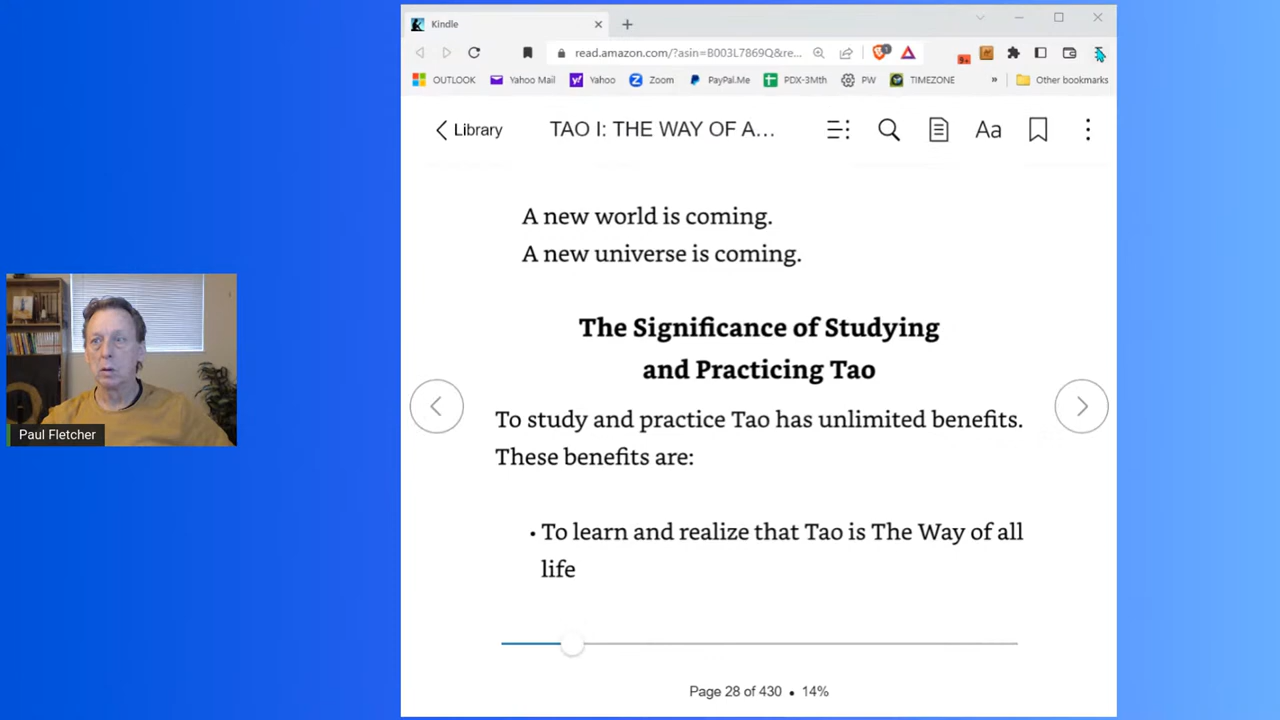 Kindle
read.amazon.com/?asin=B003L7869Q&re...
1
9+
OUTLOOK
Yahoo Mail
Yahoo
Zoom
PayPal.Me
PDX-3Mth
PW
TIMEZONE
»
Other bookmarks
Library
TAO I: THE WAY OF A...
Aa
A new world is coming.
A new universe is coming.
The Significance of Studying
and Practicing Tao
To study and practice Tao has unlimited benefits.
These benefits are:
• To learn and realize that Tao is The Way of all
life
Page 28 of 430 • 14%
Paul Fletcher